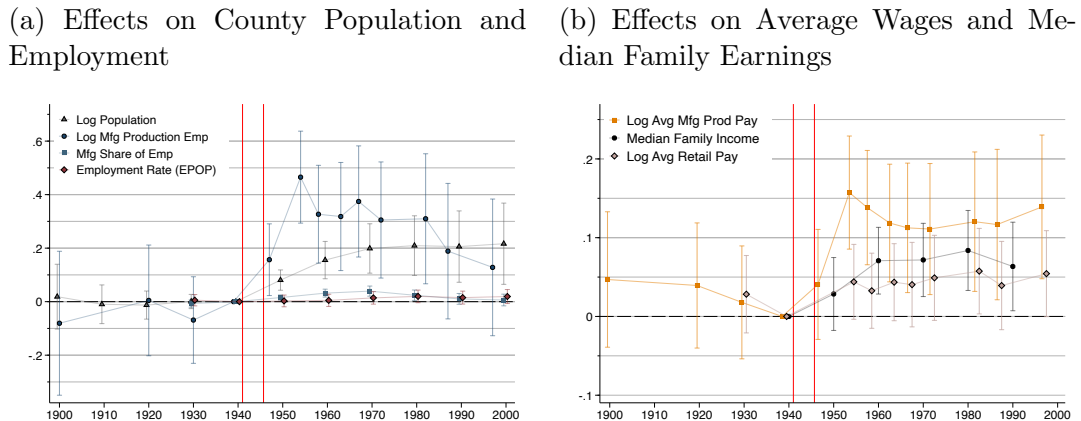 (a) Effects on County Population and
Employment
(b) Effects on Average Wages and Me-
dian Family Earnings
Log Population
Log Mfg Production Emp
Mfg Share of Emp
Employment Rate (EPOP)
.6
.4
.2
0
-.2
1900 1910 1920 1930 1940 1950 1960 1970 1980 1990 2000
Log Avg Mfg Prod Pay
Median Family Income
Log Avg Retail Pay
.2
.1
0
-.1
1900 1910 1920 1930 1940 1950 1960 1970 1980 1990 2000